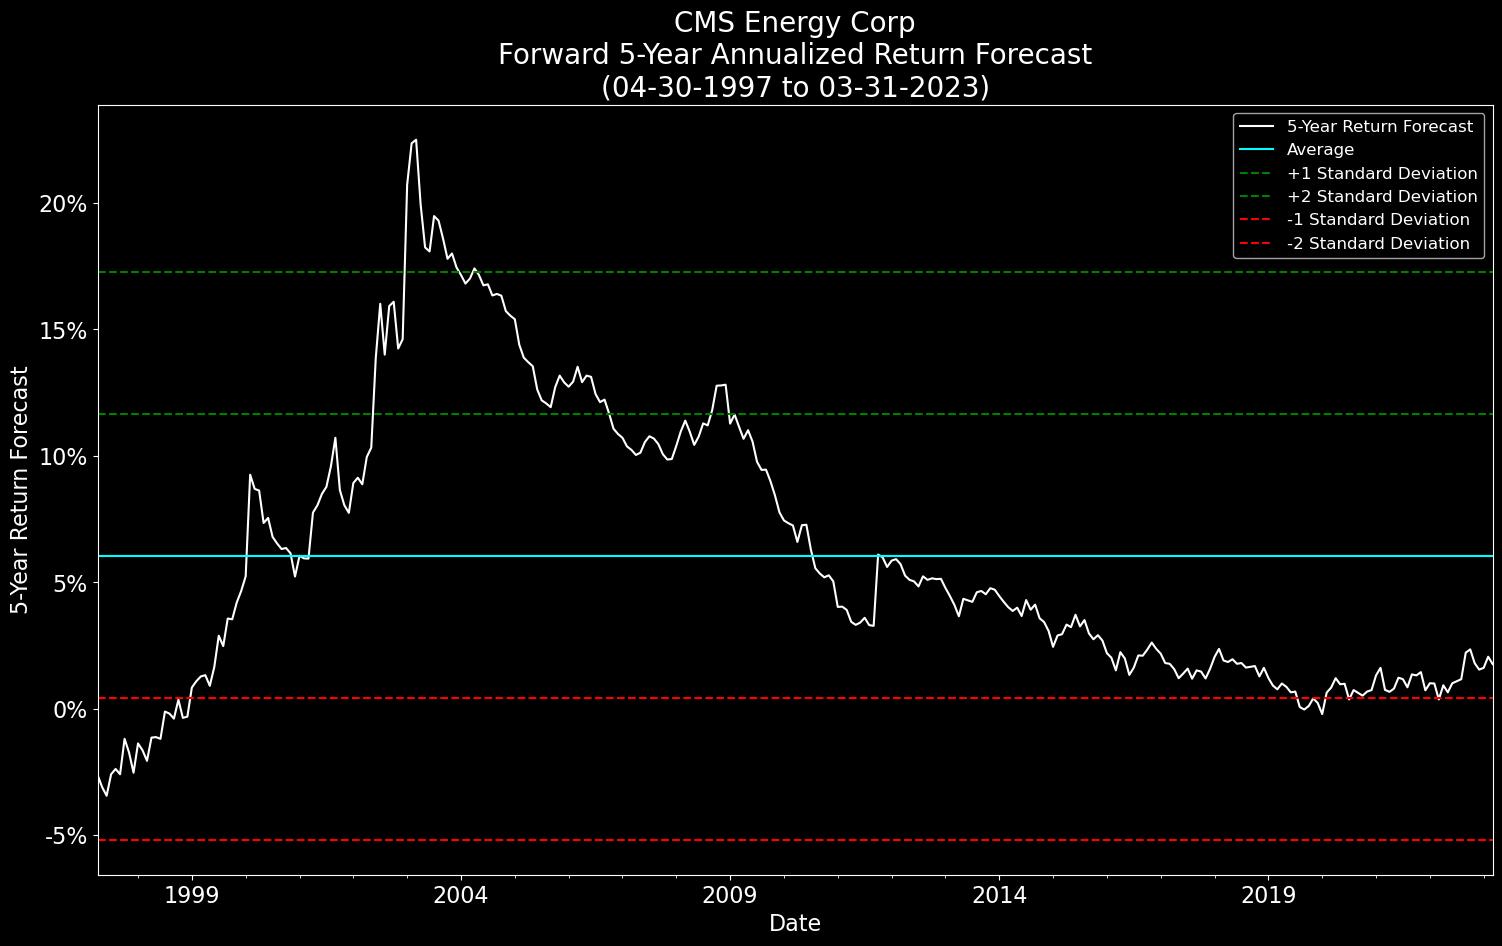 CMS Energy Corp
Forward 5-Year Annualized Return Forecast
(04-30-1997 to 03-31-2023)
5-Year Return Forecast
Average
+1 Standard Deviation
+2 Standard Deviation
-1 Standard Deviation
-2 Standard Deviation
20%
15%
10%
5%
0%
-5%
5-Year Return Forecast
1999
2004
2009
2014
2019
Date